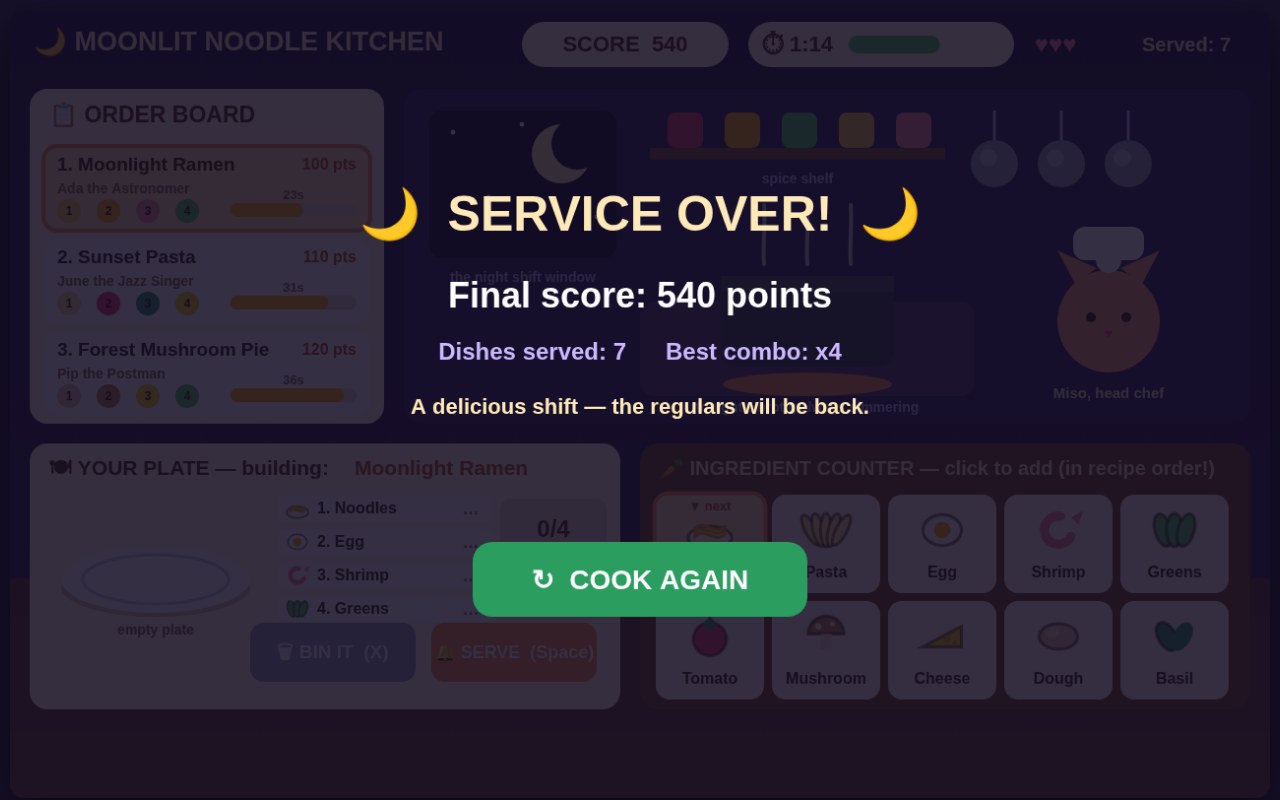 🌙 MOONLIT NOODLE KITCHEN
SCORE 540
⏱ 1:14
♥♥♥
Served: 7
📋 ORDER BOARD
1. Moonlight Ramen 100 pts
Ada the Astronomer
23s
1 2 3 4
2. Sunset Pasta 110 pts
June the Jazz Singer
31s
1 2 3 4
3. Forest Mushroom Pie 120 pts
Pip the Postman
36s
1 2 3 4
spice shelf
the night shift window
Miso, head chef
🌙 SERVICE OVER! 🌙
Final score: 540 points
Dishes served: 7 Best combo: x4
A delicious shift — the regulars will be back.
🍽 YOUR PLATE — building: Moonlight Ramen
1. Noodles ...
2. Egg ...
3. Shrimp ...
4. Greens ...
0/4
empty plate
🗑 BIN IT (X)
🔔 SERVE (Space)
↻ COOK AGAIN
🥕 INGREDIENT COUNTER — click to add (in recipe order!)
▼ next
Pasta
Egg
Shrimp
Greens
Tomato
Mushroom
Cheese
Dough
Basil